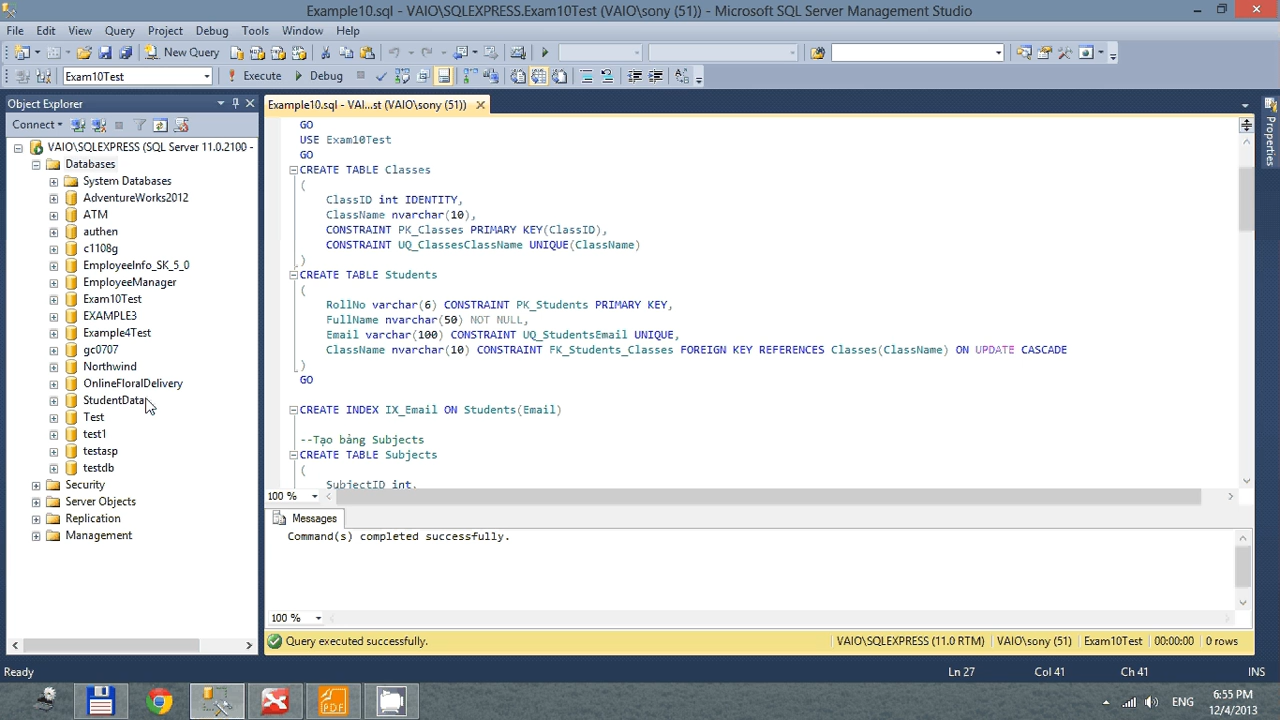 Example10.sql - VAIO\SQLEXPRESS.Exam10Test (VAIO\sony (51)) - Microsoft SQL Server Management Studio
File Edit View Query Project Debug Tools Window Help
New Query
Exam10Test Execute Debug
Object Explorer
Connect
VAIO\SQLEXPRESS (SQL Server 11.0.2100 -
Databases
System Databases
AdventureWorks2012
ATM
authen
c1108g
EmployeeInfo_SK_5_0
EmployeeManager
Exam10Test
EXAMPLE3
Example4Test
gc0707
Northwind
OnlineFloralDelivery
StudentData
Test
test1
testasp
testdb
Security
Server Objects
Replication
Management
Example10.sql - VAI...st (VAIO\sony (51))
GO
USE Exam10Test
GO
CREATE TABLE Classes
(
ClassID int IDENTITY,
ClassName nvarchar(10),
CONSTRAINT PK_Classes PRIMARY KEY(ClassID),
CONSTRAINT UQ_ClassesClassName UNIQUE(ClassName)
)
CREATE TABLE Students
(
RollNo varchar(6) CONSTRAINT PK_Students PRIMARY KEY,
FullName nvarchar(50) NOT NULL,
Email varchar(100) CONSTRAINT UQ_StudentsEmail UNIQUE,
ClassName nvarchar(10) CONSTRAINT FK_Students_Classes FOREIGN KEY REFERENCES Classes(ClassName) ON UPDATE CASCADE
)
GO
CREATE INDEX IX_Email ON Students(Email)
--Tạo bảng Subjects
CREATE TABLE Subjects
(
SubjectID int,
100 %
Messages
Command(s) completed successfully.
100 %
Query executed successfully. VAIO\SQLEXPRESS (11.0 RTM) VAIO\sony (51) Exam10Test 00:00:00 0 rows
Properties
Ready Ln 27 Col 41 Ch 41 INS
PDF
ENG
6:55 PM
12/4/2013